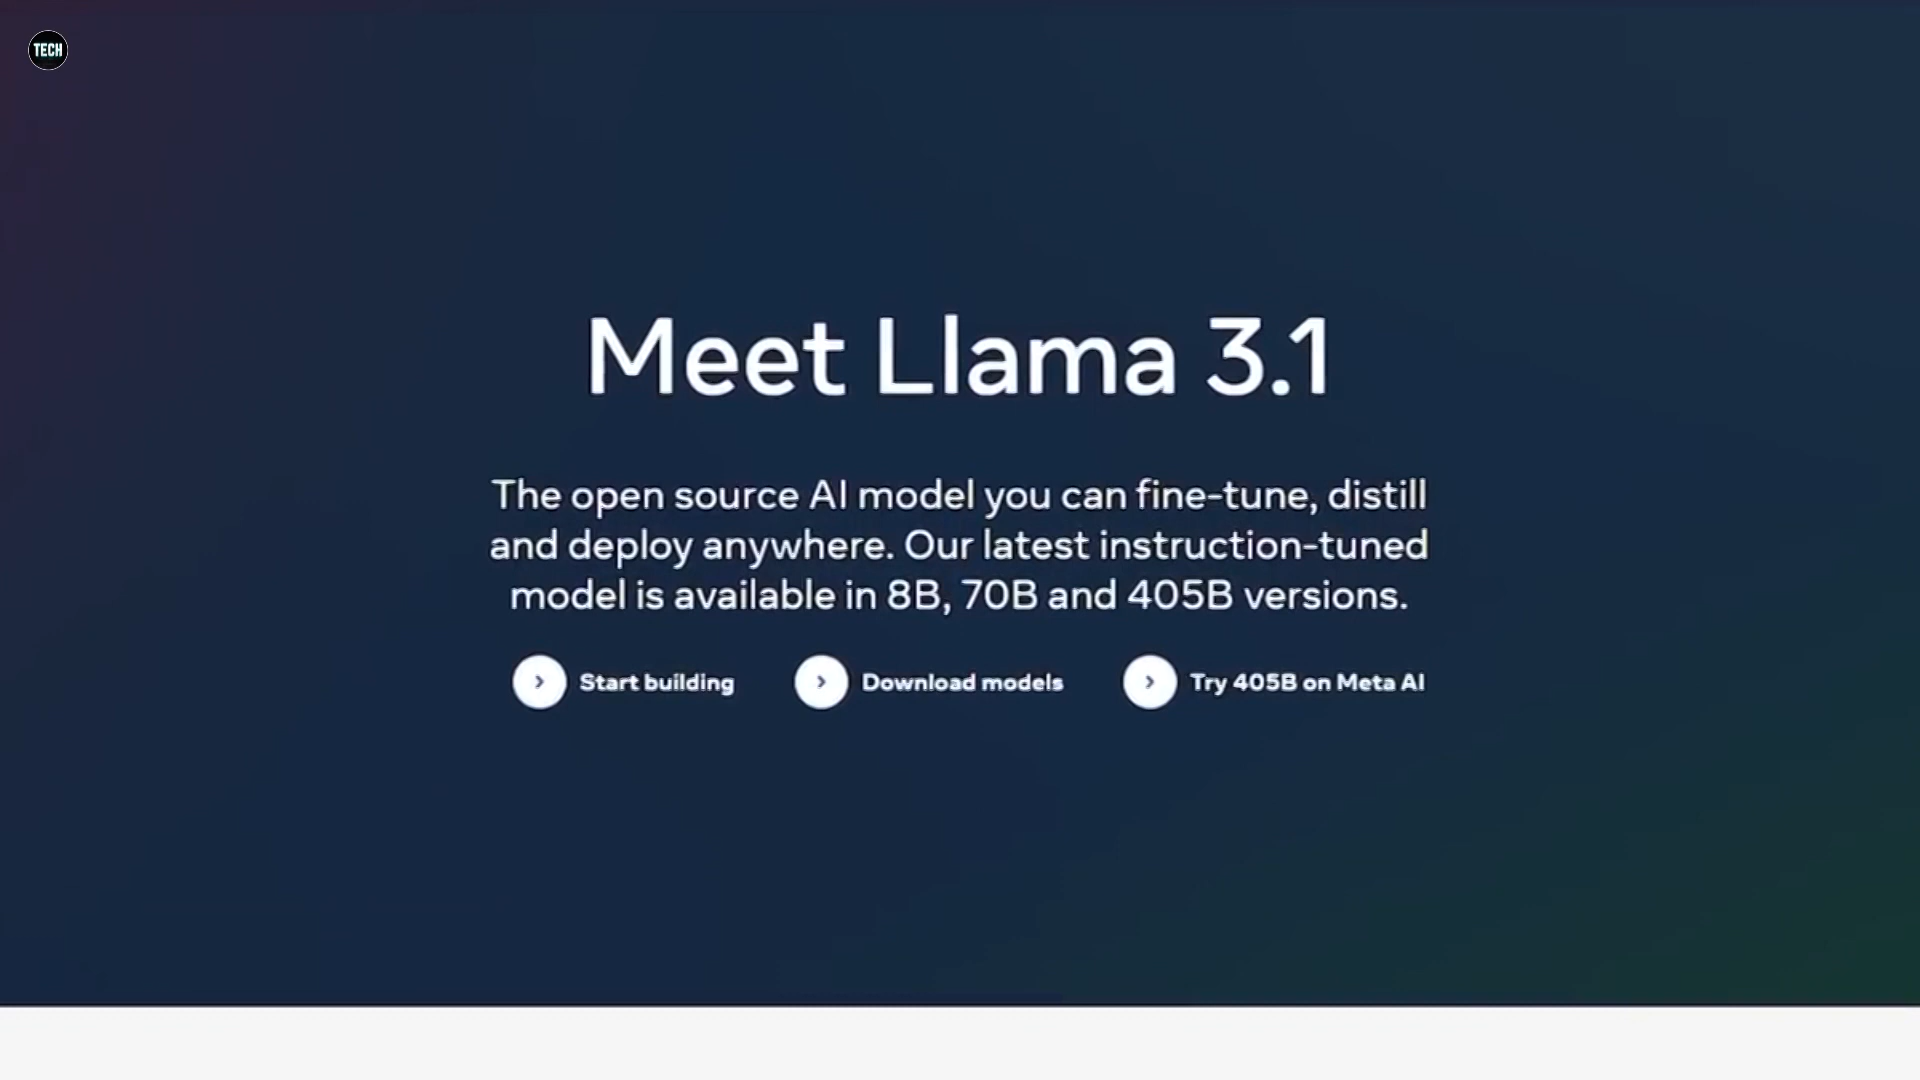 TECH
Meet Llama 3.1
The open source AI model you can fine-tune, distill
and deploy anywhere. Our latest instruction-tuned
model is available in 8B, 70B and 405B versions.
Start building
Download models
Try 405B on Meta AI